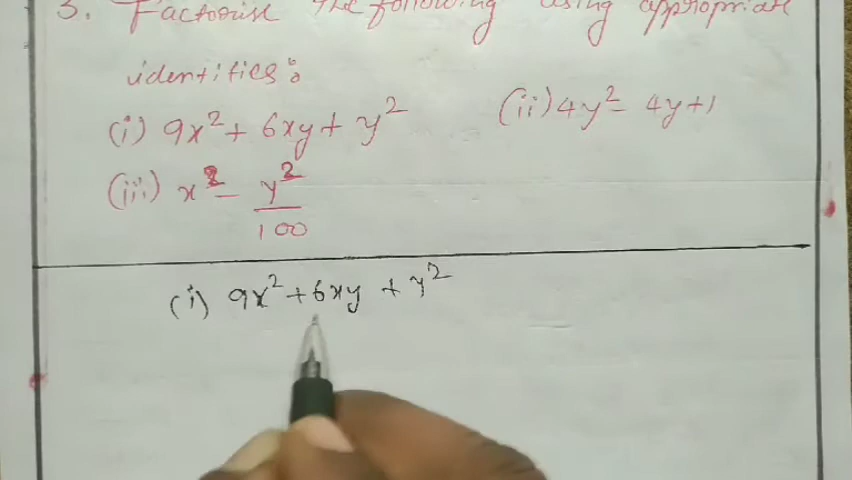 3. Factorise the following using appropriate
identities:
(i) 9x² + 6xy + y² (ii) 4y² - 4y + 1
(iii) x² - y²/100
(i) 9x² + 6xy + y²